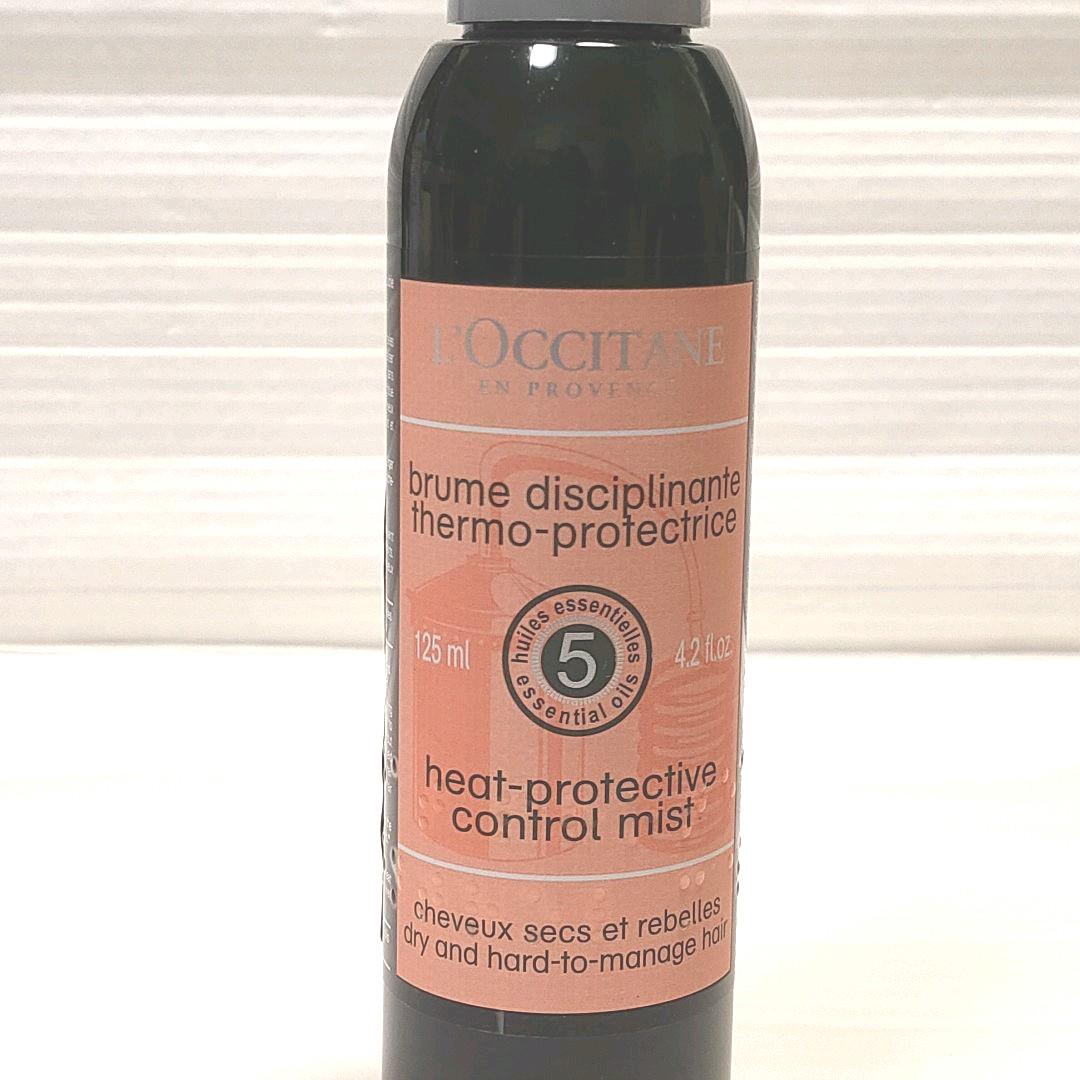 L'OCCITANE
EN PROVENCE
brume disciplinante
thermo-protectrice
huiles essentielles
5
essential oils
125 ml
4.2 fl.oz.
heat-protective
control mist
cheveux secs et rebelles
dry and hard-to-manage hair